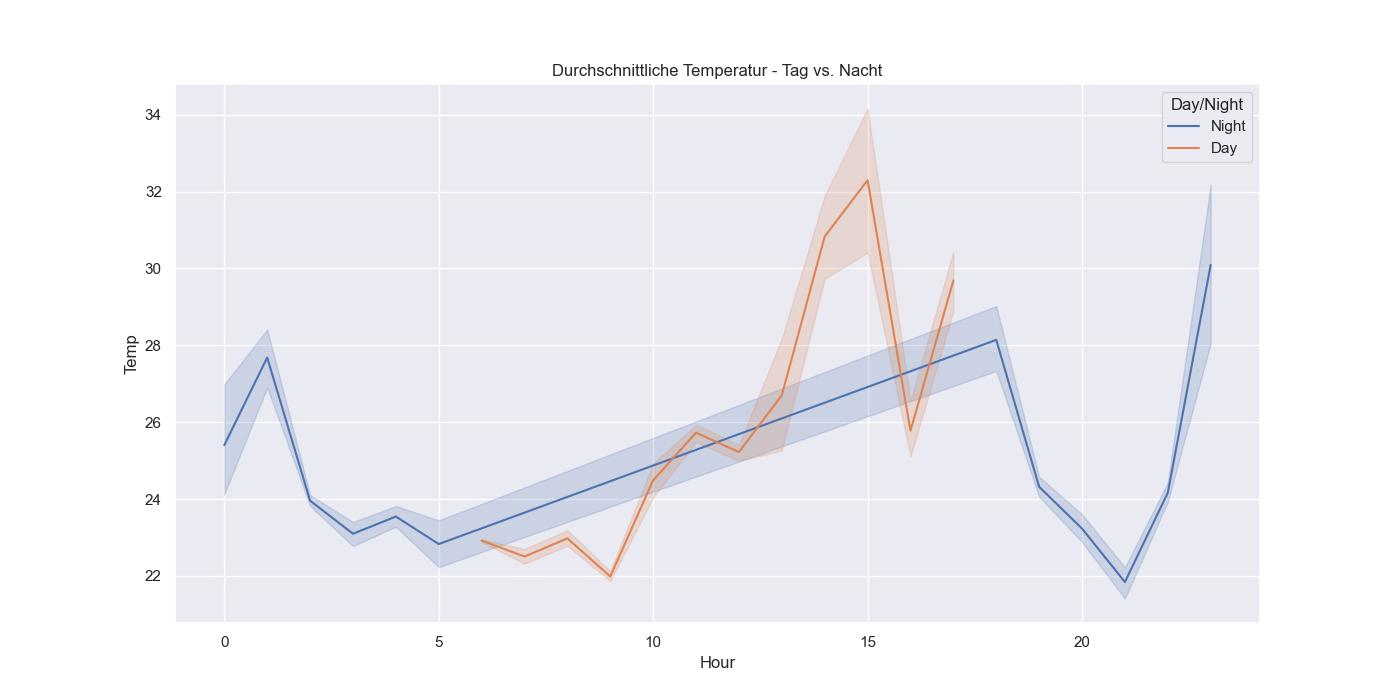 Durchschnittliche Temperatur - Tag vs. Nacht
Day/Night
Night
Day
Temp
34
32
30
28
26
24
22
0 5 10 15 20
Hour